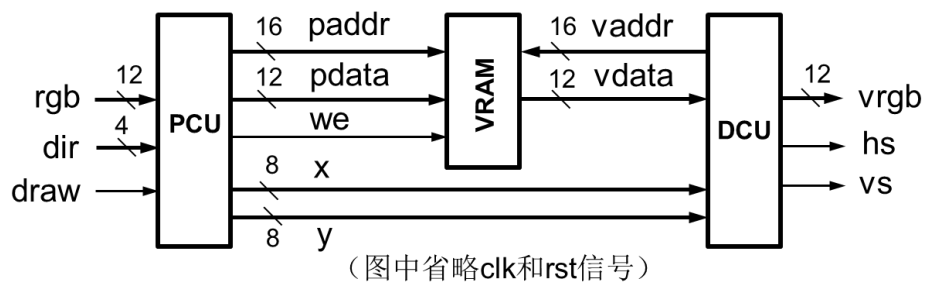 16 paddr 16 vaddr
rgb 12 12 pdata VRAM 12 vdata 12 vrgb
dir 4 PCU we DCU hs
draw 8 x vs
8 y
（图中省略clk和rst信号）